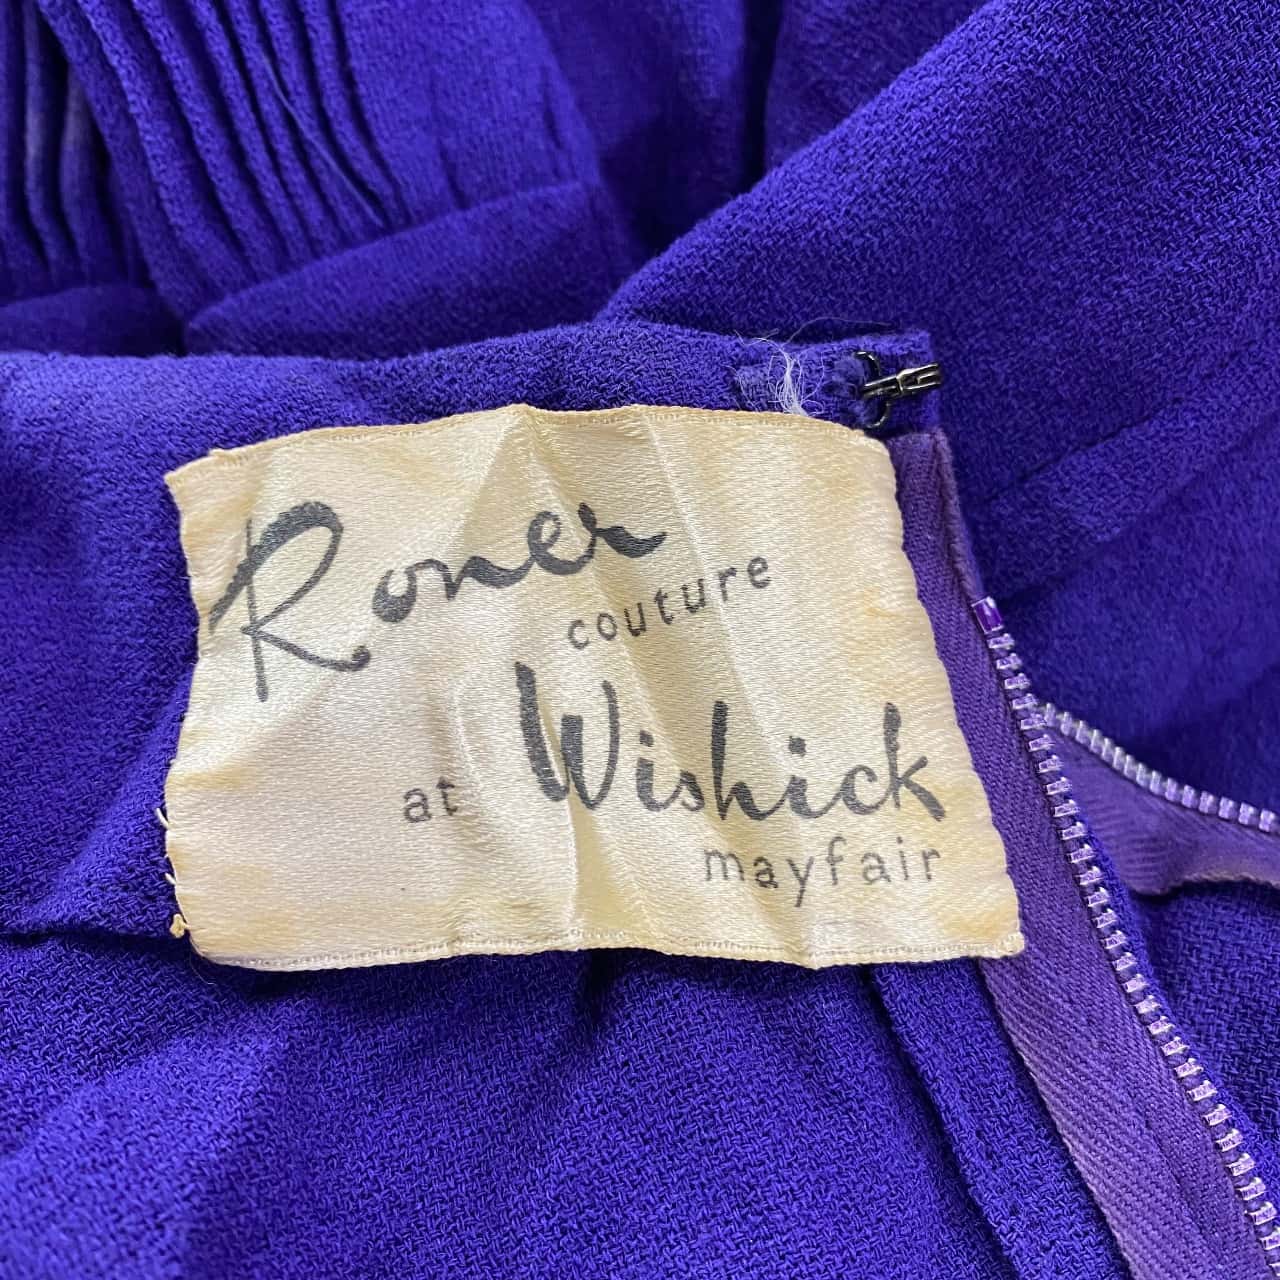 Roner
couture
at Wishick
mayfair